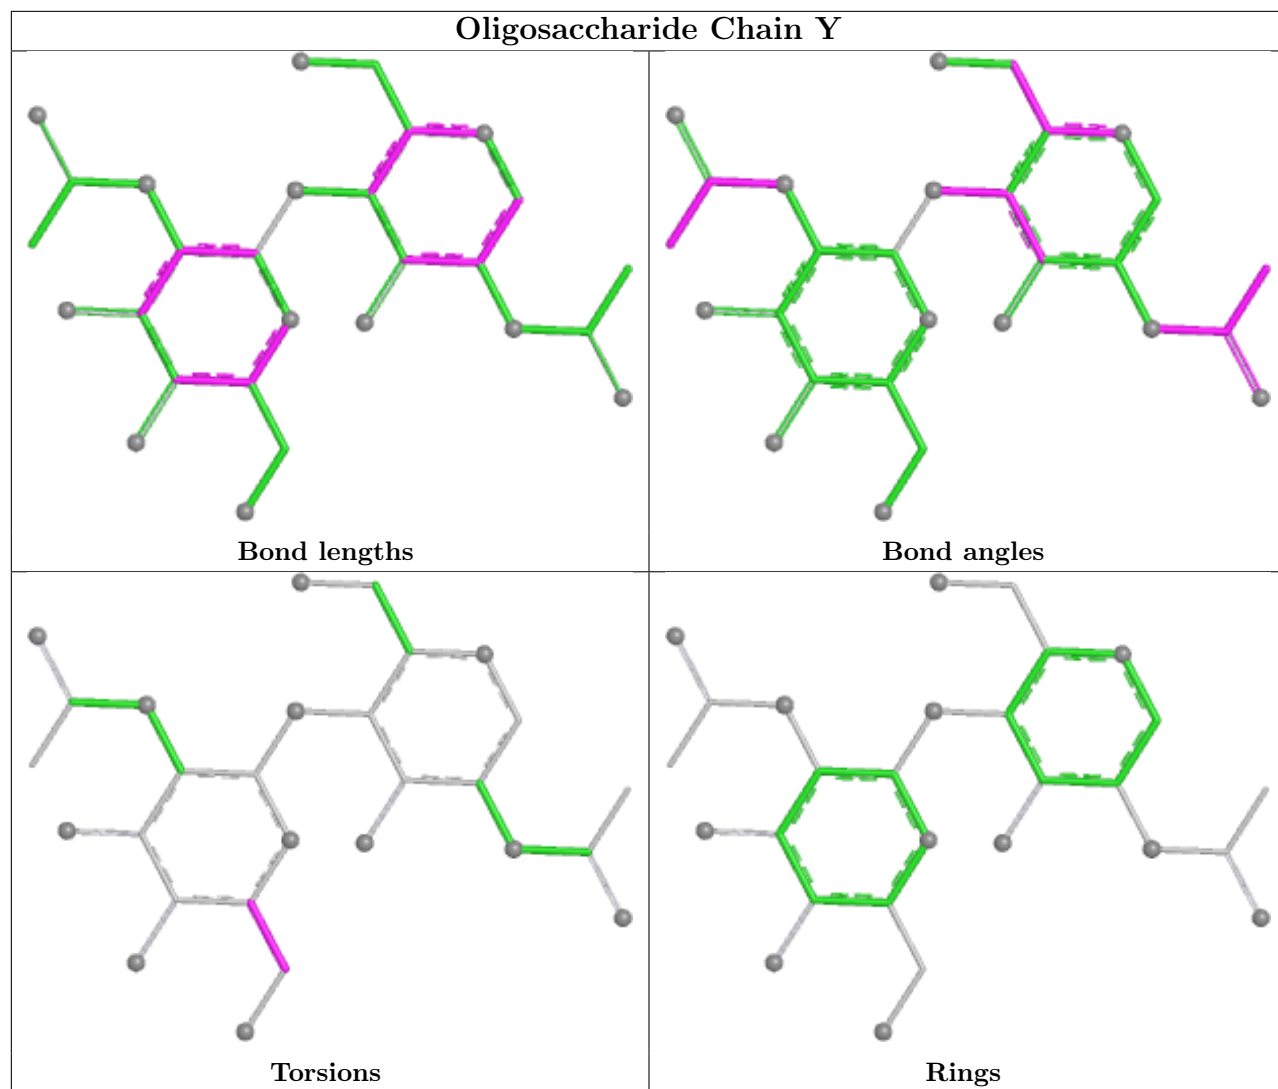 Oligosaccharide Chain Y
Bond lengths
Bond angles
Torsions
Rings